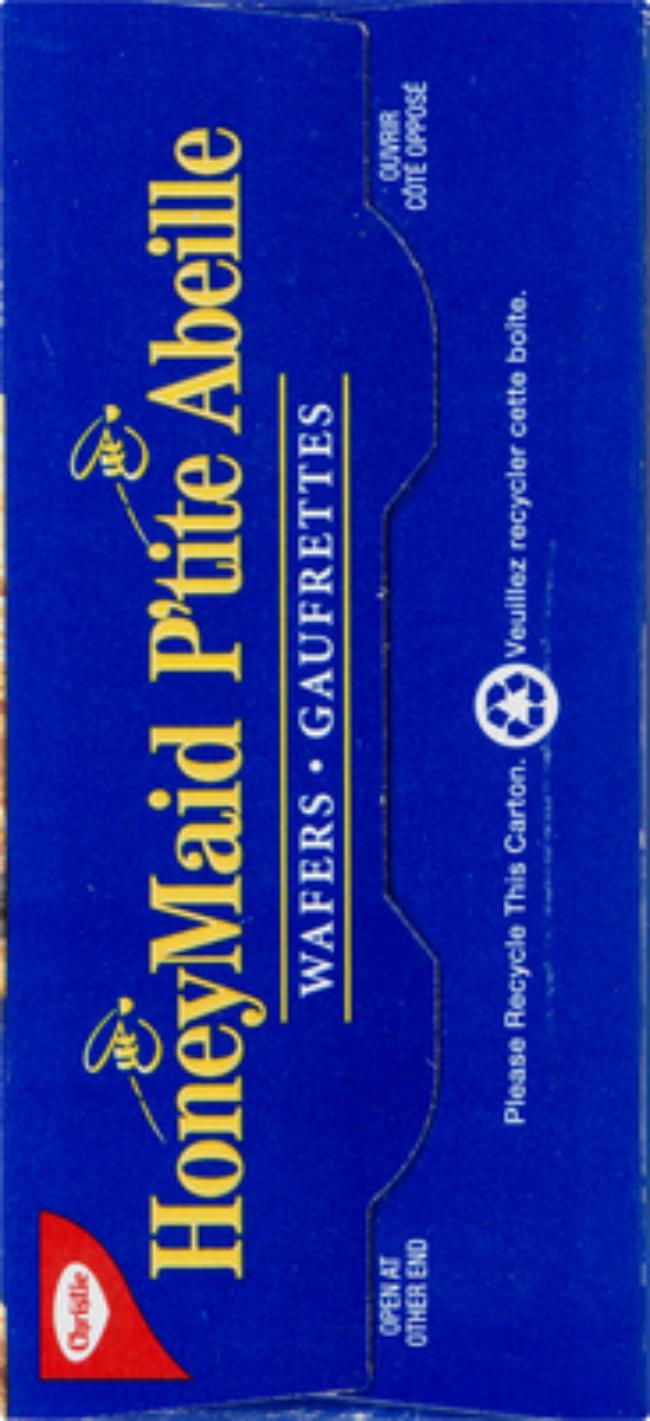 Christie
HoneyMaid P'tite Abeille
WAFERS • GAUFRETTES
OPEN AT
OTHER END
OUVRIR
CÔTÉ OPPOSÉ
Please Recycle This Carton. Veuillez recycler cette boîte.